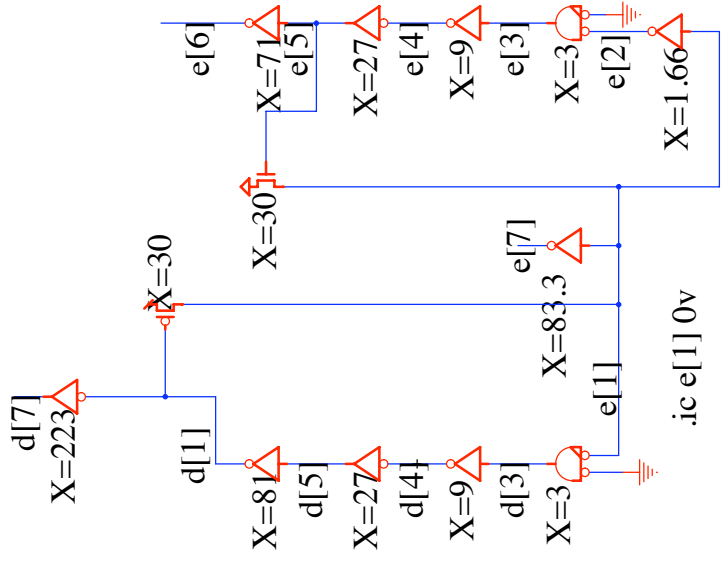 e[6]
X=71
e[5]
X=27
e[4]
X=9
e[3]
X=3
e[2]
X=1.66
X=30
X=30
e[7]
X=83.3
e[1]
.ic e[1] 0v
d[7]
X=223
d[1]
X=81
d[5]
X=27
d[4]
X=9
d[3]
X=3